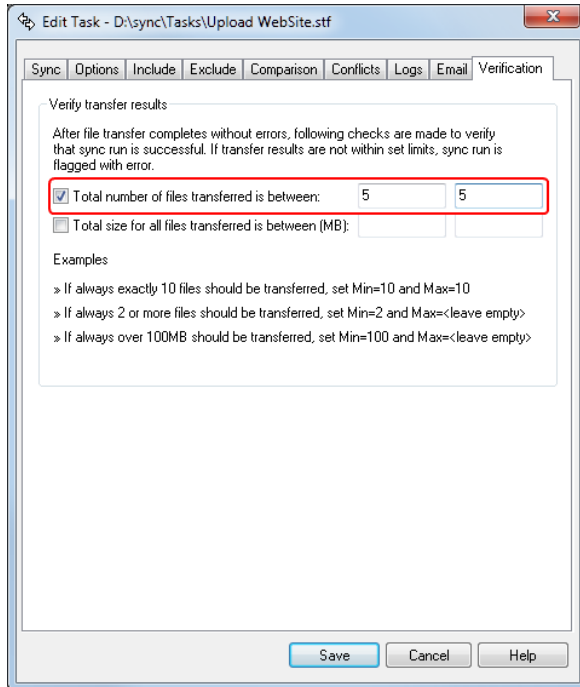 Edit Task - D:\sync\Tasks\Upload WebSite.stf
Sync Options Include Exclude Comparison Conflicts Logs Email Verification
Verify transfer results
After file transfer completes without errors, following checks are made to verify
that sync run is successful. If transfer results are not within set limits, sync run is
flagged with error.
Total number of files transferred is between: 5 5
Total size for all files transferred is between (MB):
Examples
» If always exactly 10 files should be transferred, set Min=10 and Max=10
» If always 2 or more files should be transferred, set Min=2 and Max=<leave empty>
» If always over 100MB should be transferred, set Min=100 and Max=<leave empty>
Save Cancel Help